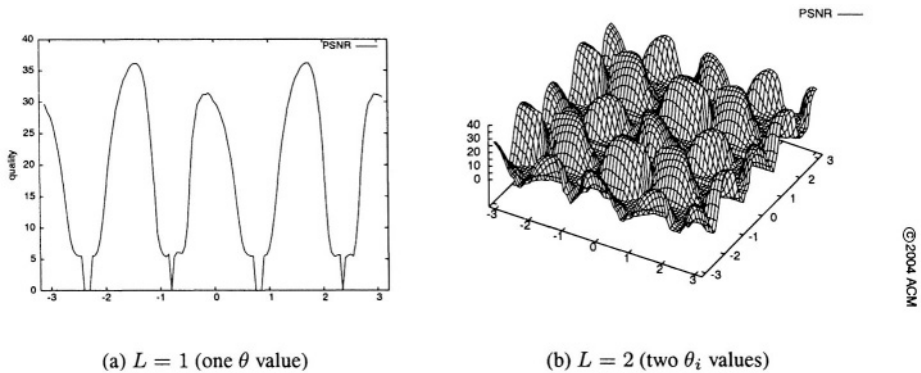 PSNR
40
35
30
25
20
15
10
5
0
quality
-3 -2 -1 0 1 2 3
(a) L = 1 (one θ value)
PSNR
40
30
20
10
0
-3 -2 -1 0 1 2 3
-3 -2 -1 0 1 2 3
(b) L = 2 (two θi values)
©2004 ACM